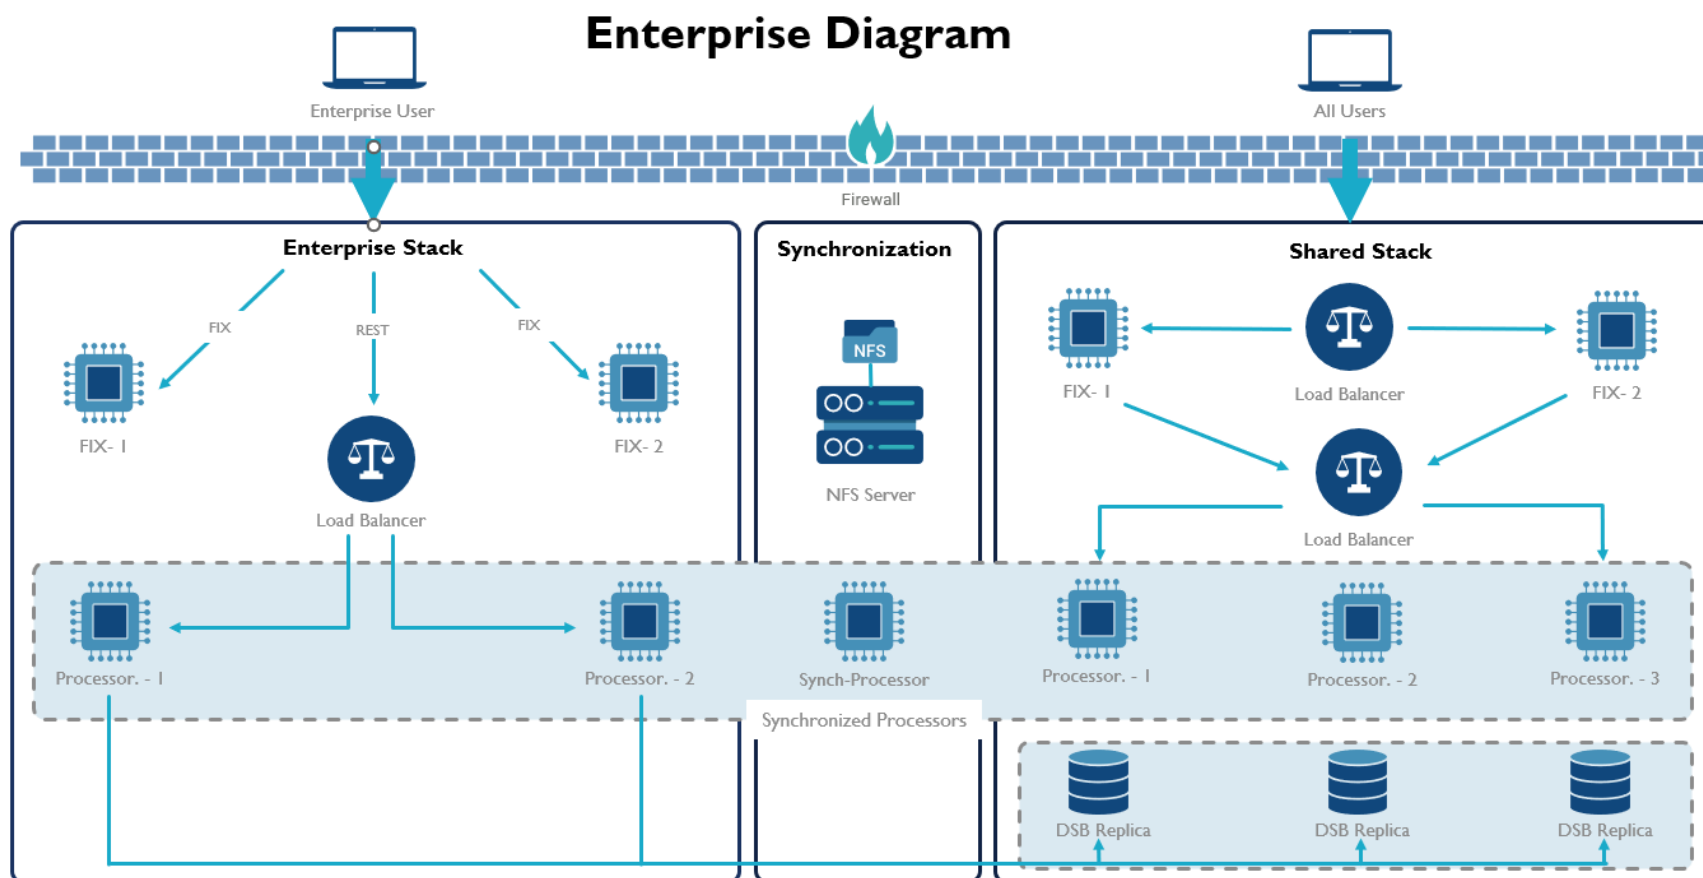 Enterprise Diagram
Enterprise User
All Users
Firewall
Enterprise Stack
Synchronization
Shared Stack
FIX
REST
FIX
NFS
FIX- 1
FIX- 2
NFS Server
FIX- 1
Load Balancer
FIX- 2
Load Balancer
Load Balancer
Processor. - 1
Processor. - 2
Synch-Processor
Processor. - 1
Processor. - 2
Processor. - 3
Synchronized Processors
DSB Replica
DSB Replica
DSB Replica